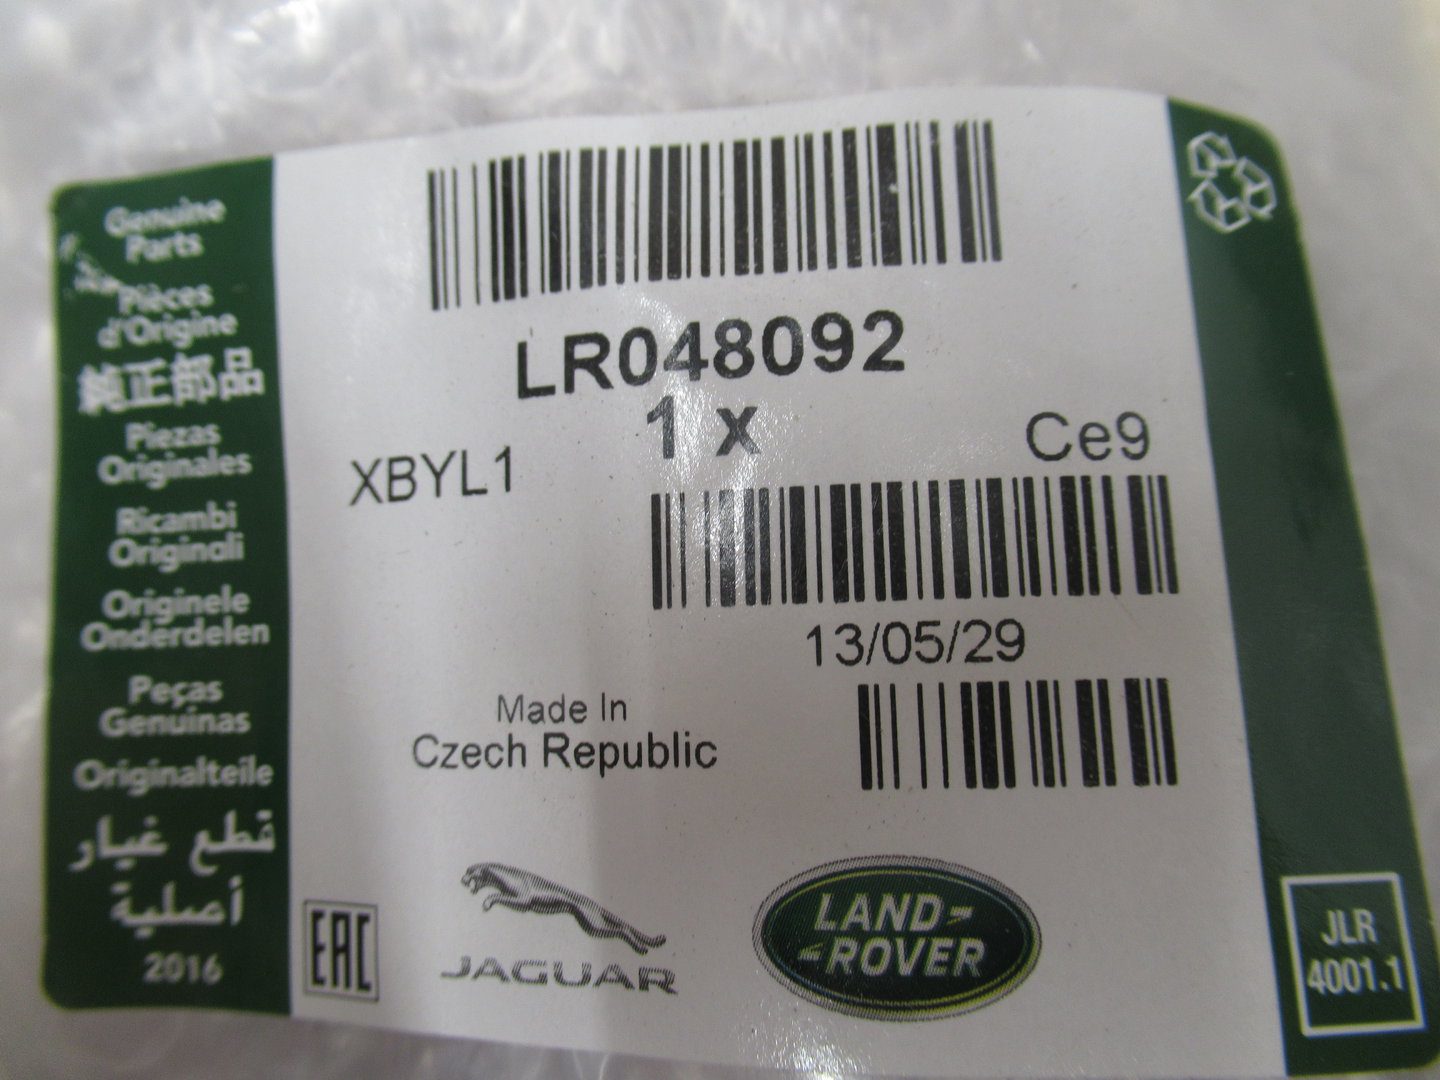 Genuine
Parts
Pièces
d'Origine
純正部品
Piezas
Originales
Ricambi
Originali
Originele
Onderdelen
Peças
Genuinas
Originalteile
قطع غيار
أصلية
2016
LR048092
1 x
XBYL1
Ce9
13/05/29
Made In
Czech Republic
EAC
JAGUAR
LAND-
-ROVER
JLR
4001.1